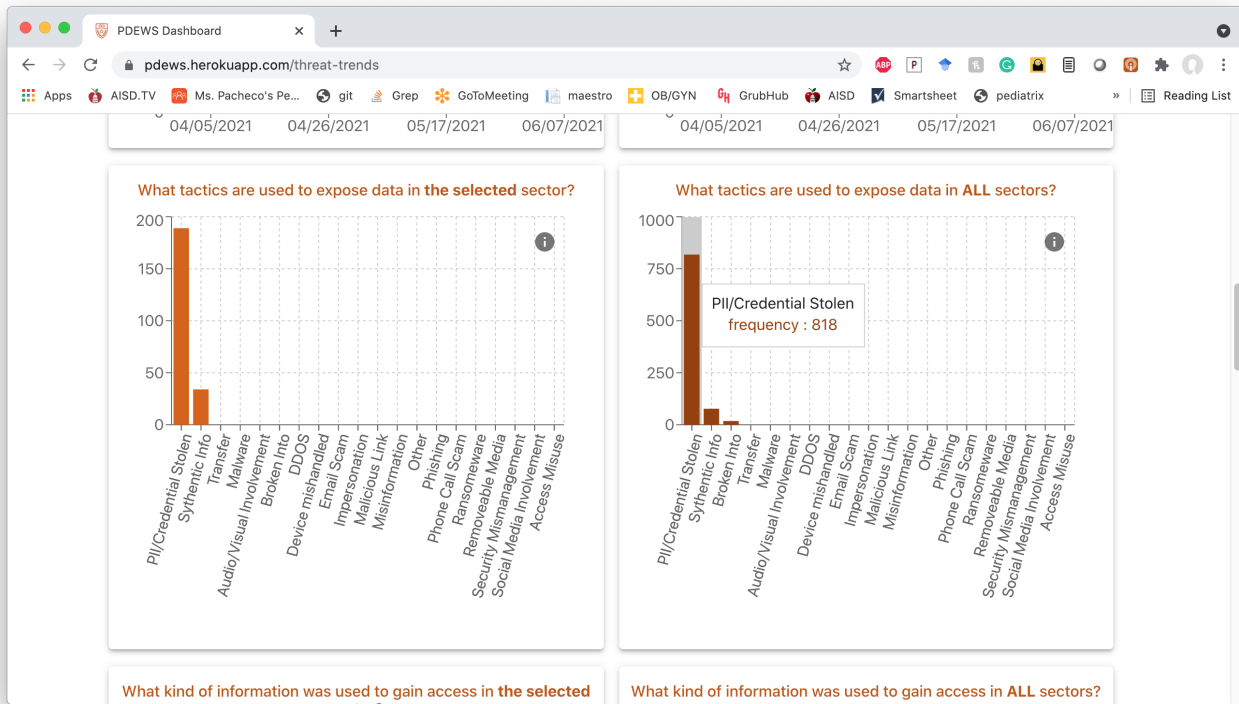 PDEWS Dashboard
pdews.herokuapp.com/threat-trends
ABP
P
G
Apps AISD.TV Ms. Pacheco's Pe... git Grep GoToMeeting maestro OB/GYN GrubHub AISD Smartsheet pediatrix » Reading List
04/05/2021 04/26/2021 05/17/2021 06/07/2021
04/05/2021 04/26/2021 05/17/2021 06/07/2021
What tactics are used to expose data in the selected sector?
200
150
100
50
0
PII/Credential Stolen
Sythentic Info
Transfer
Malware
Audio/Visual Involvement
Broken Into
DDOS
Device mishandled
Email Scam
Impersonation
Malicious Link
Misinformation
Other
Phishing
Phone Call Scam
Ransomeware
Removeable Media
Security Mismanagement
Social Media Involvement
Access Misuse
What tactics are used to expose data in ALL sectors?
1000
750
500
250
0
PII/Credential Stolen
frequency : 818
PII/Credential Stolen
Sythentic Info
Broken Into
Transfer
Malware
Audio/Visual Involvement
DDOS
Device mishandled
Email Scam
Impersonation
Malicious Link
Misinformation
Other
Phishing
Phone Call Scam
Ransomeware
Removeable Media
Security Mismanagement
Social Media Involvement
Access Misuse
What kind of information was used to gain access in the selected
What kind of information was used to gain access in ALL sectors?